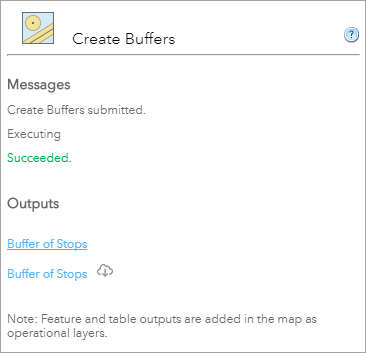 Create Buffers
?
Messages
Create Buffers submitted.
Executing
Succeeded.
Outputs
Buffer of Stops
Buffer of Stops
Note: Feature and table outputs are added in the map as
operational layers.